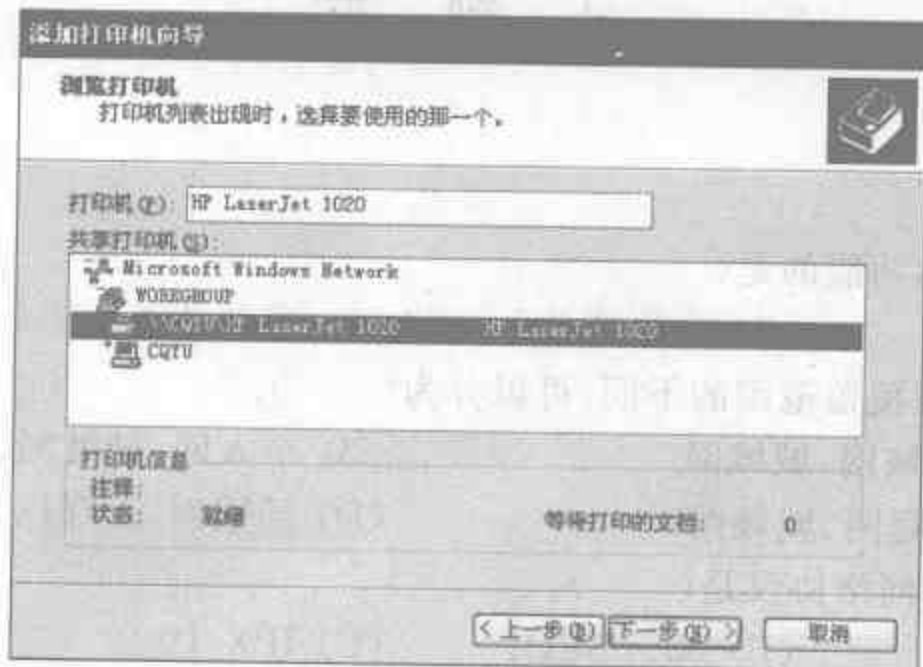 添加打印机向导
浏览打印机
打印机列表出现时，选择要使用的那一个。
打印机(P): HP LaserJet 1020
共享打印机(S):
Microsoft Windows Network
WORKGROUP
\\CQTU\HP LaserJet 1020 HP LaserJet 1020
CQTU
打印机信息
注释:
状态: 就绪 等待打印的文档: 0
< 上一步(B) 下一步(N) > 取消